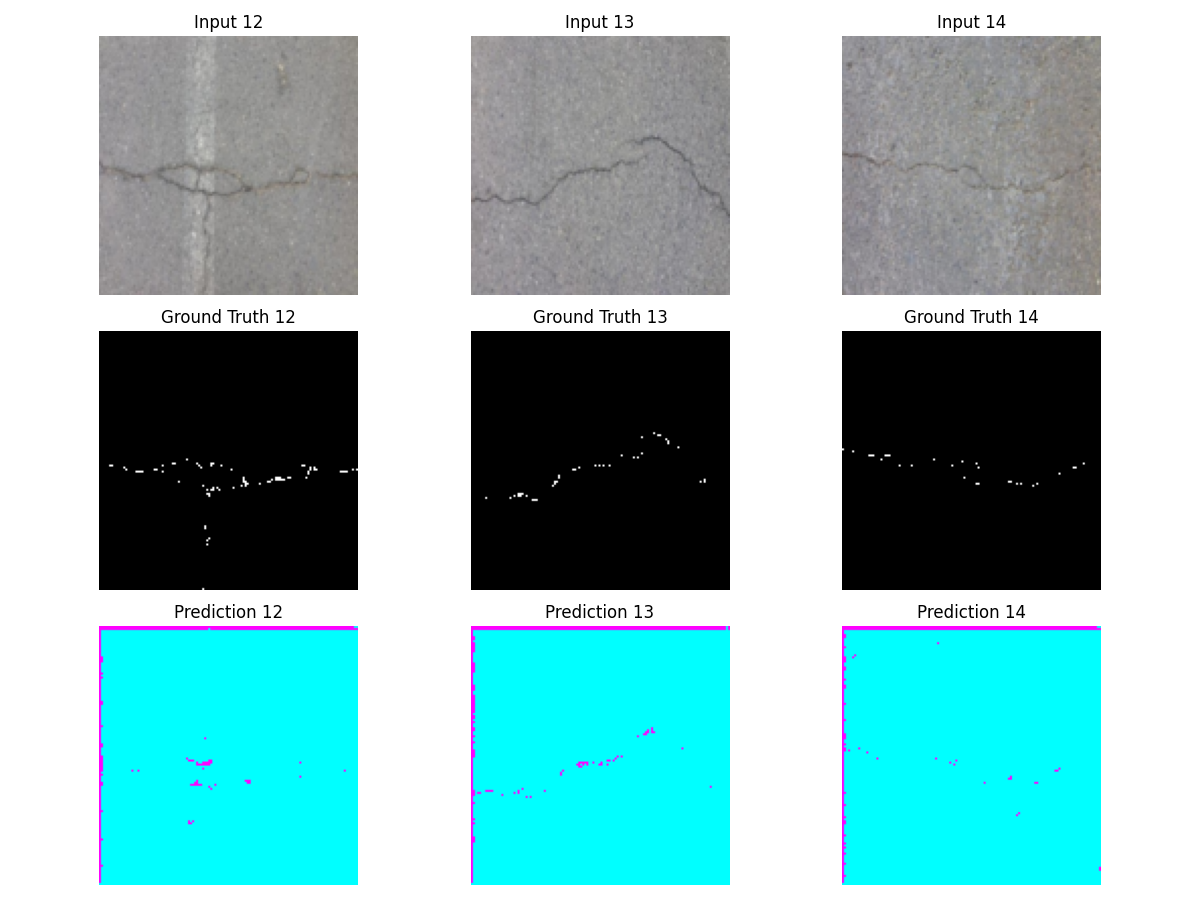 Input 12
Input 13
Input 14
Ground Truth 12
Ground Truth 13
Ground Truth 14
Prediction 12
Prediction 13
Prediction 14